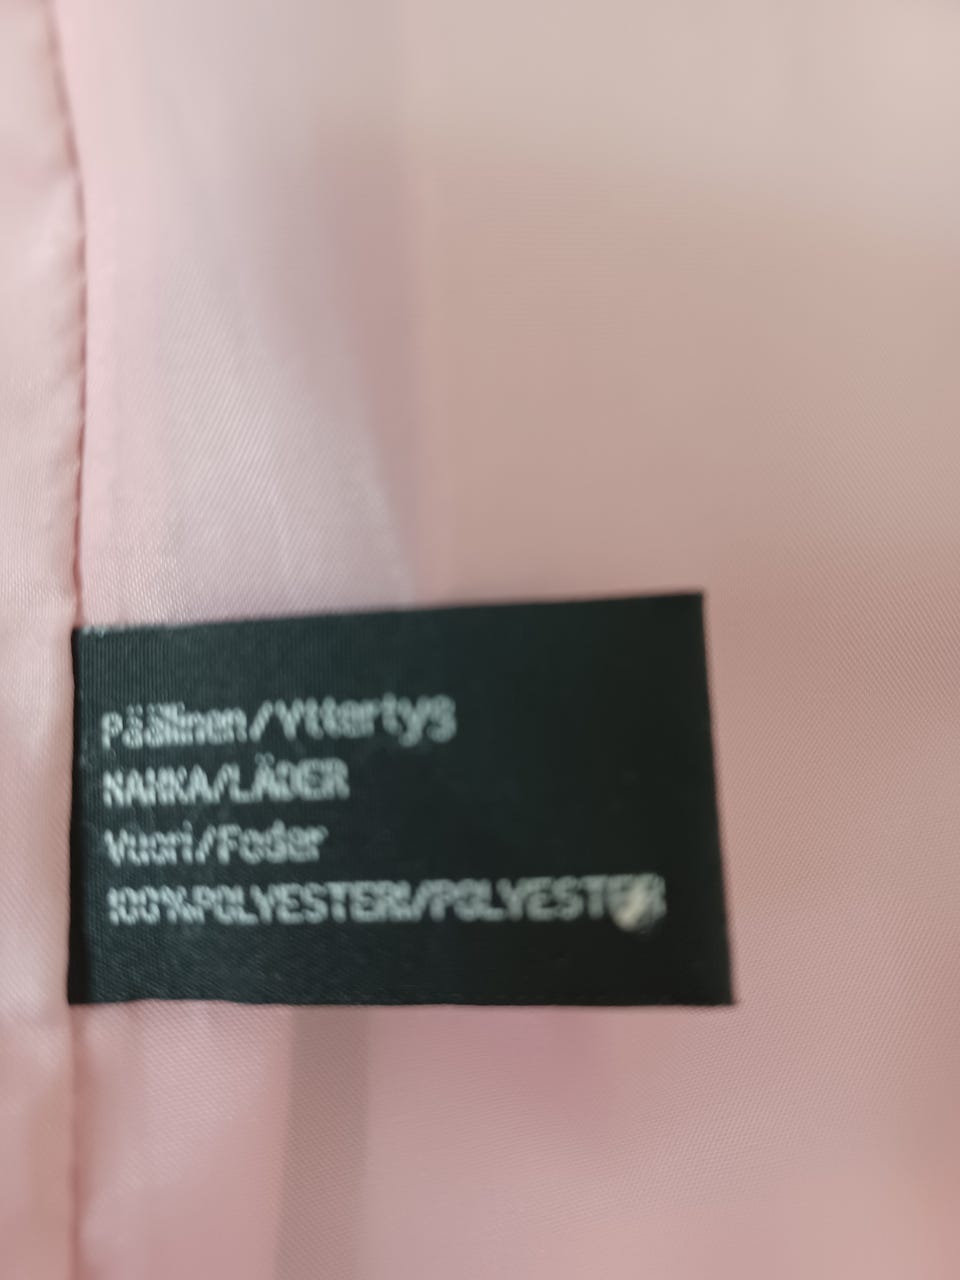 Päällinen/Yttertyg
NAHKA/LÄDER
Vuori/Foder
100%POLYESTERI/POLYESTER